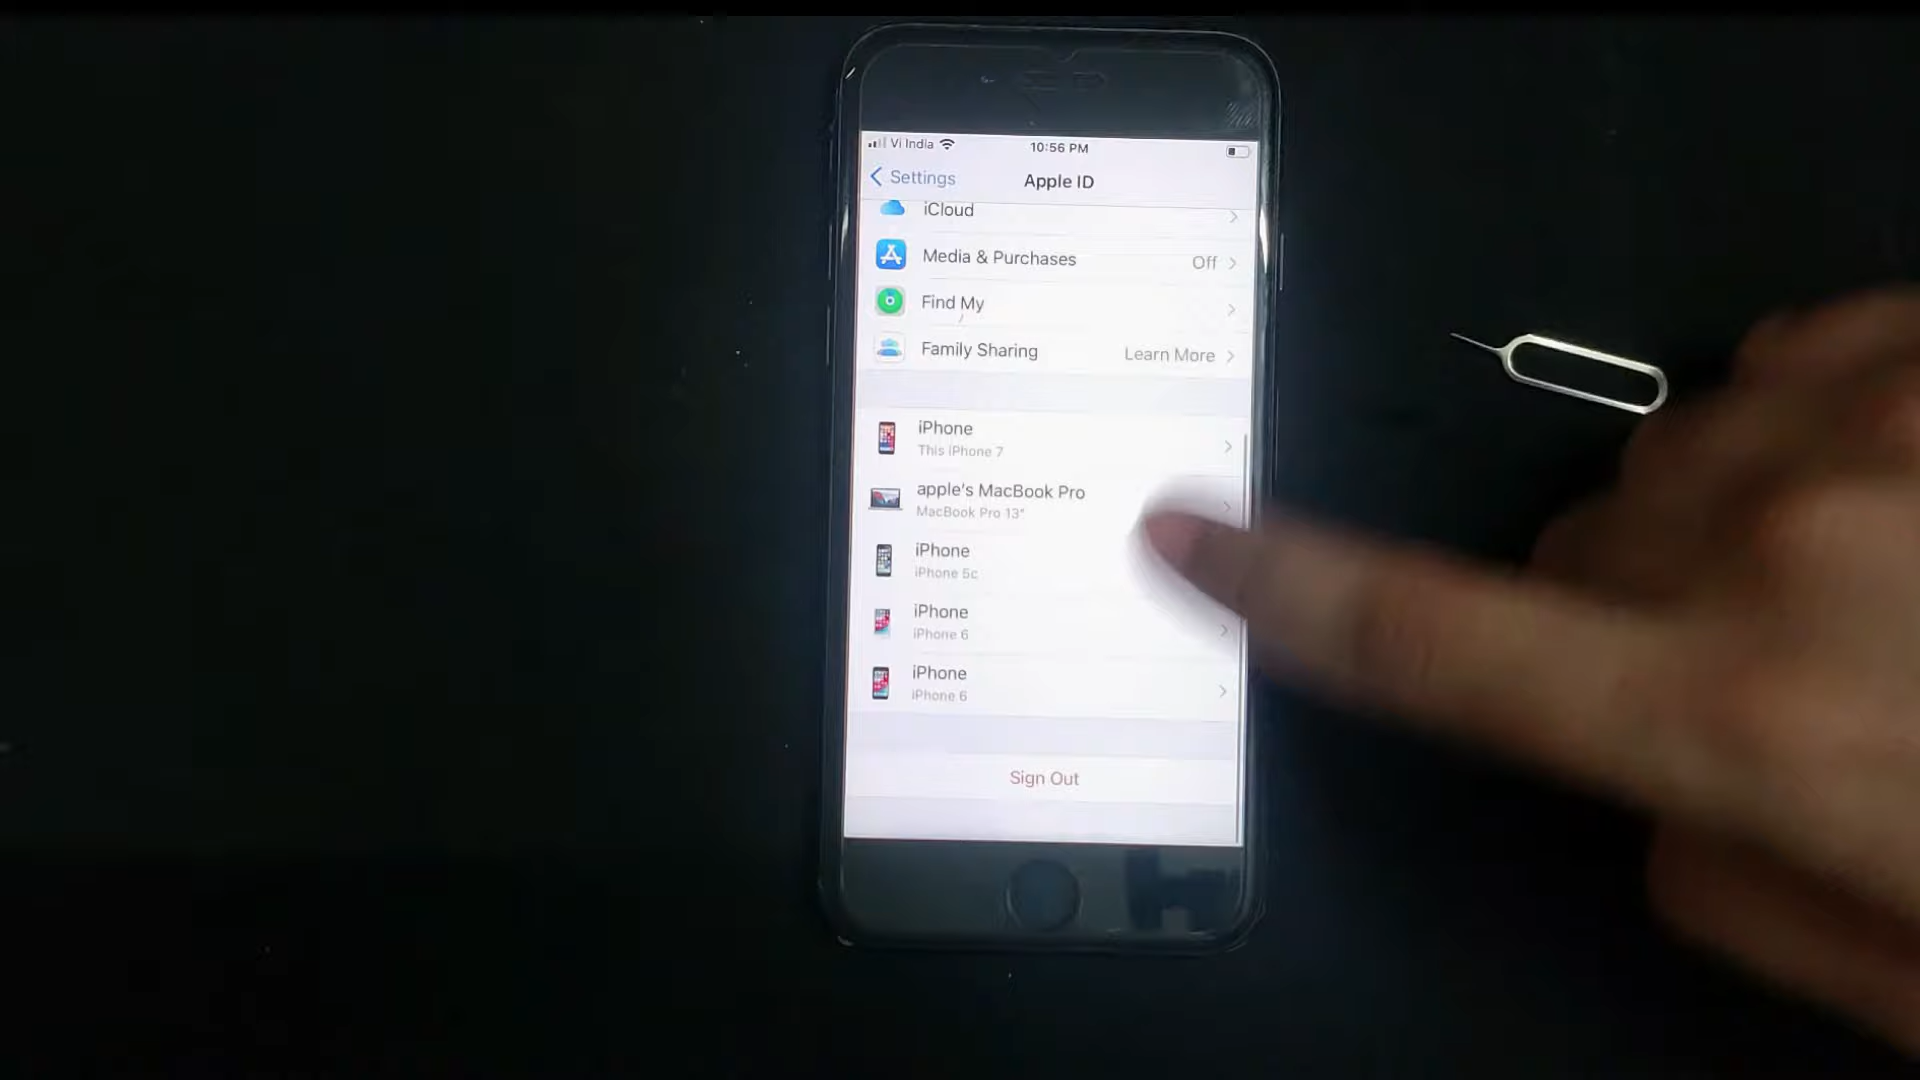 Vi India
10:56 PM
Settings
Apple ID
iCloud
Media & Purchases Off
Find My
Family Sharing Learn More
iPhone
This iPhone 7
apple's MacBook Pro
MacBook Pro 13"
iPhone
iPhone 5c
iPhone
iPhone 6
iPhone
iPhone 6
Sign Out